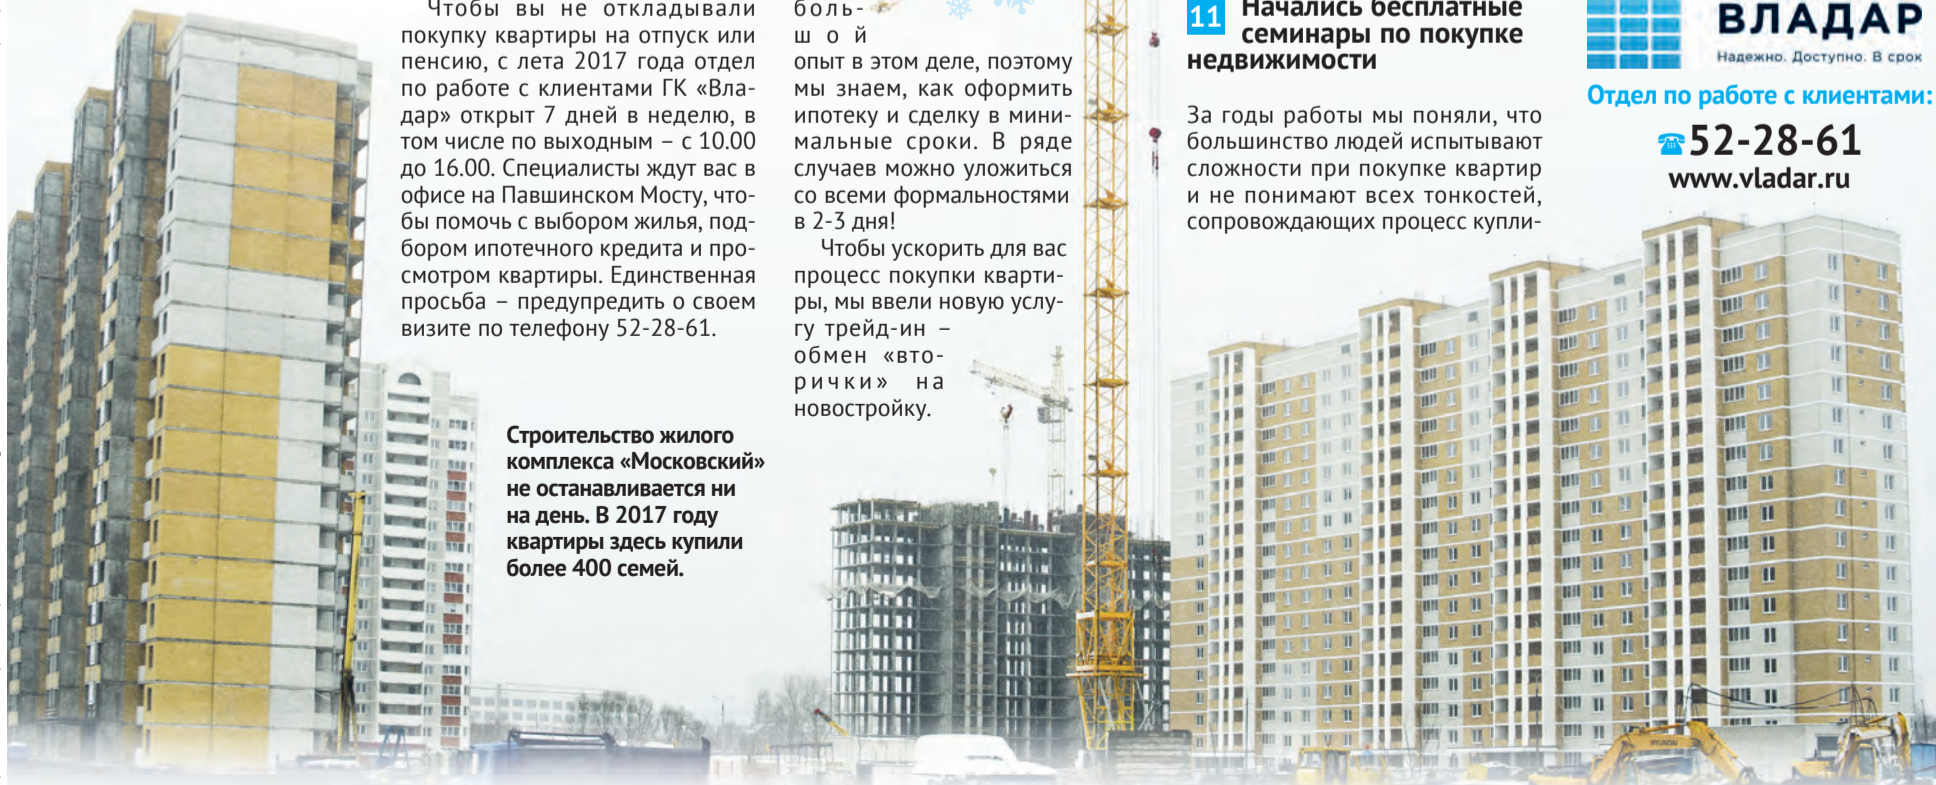 Чтобы вы не откладывали
покупку квартиры на отпуск или
пенсию, с лета 2017 года отдел
по работе с клиентами ГК «Вла-
дар» открыт 7 дней в неделю, в
том числе по выходным – с 10.00
до 16.00. Специалисты ждут вас в
офисе на Павшинском Мосту, что-
бы помочь с выбором жилья, под-
бором ипотечного кредита и про-
смотром квартиры. Единственная
просьба – предупредить о своем
визите по телефону 52-28-61.
Строительство жилого
комплекса «Московский»
не останавливается ни
на день. В 2017 году
квартиры здесь купили
более 400 семей.
боль-
шой
опыт в этом деле, поэтому
мы знаем, как оформить
ипотеку и сделку в мини-
мальные сроки. В ряде
случаев можно уложиться
со всеми формальностями
в 2-3 дня!
Чтобы ускорить для вас
процесс покупки кварти-
ры, мы ввели новую услу-
гу трейд-ин –
обмен «вто-
рички» на
новостройку.
11 Начались бесплатные
семинары по покупке
недвижимости
За годы работы мы поняли, что
большинство людей испытывают
сложности при покупке квартир
и не понимают всех тонкостей,
сопровождающих процесс купли-
ВЛАДАР
Надежно. Доступно. В срок
Отдел по работе с клиентами:
☎52-28-61
www.vladar.ru
HYUNDAI